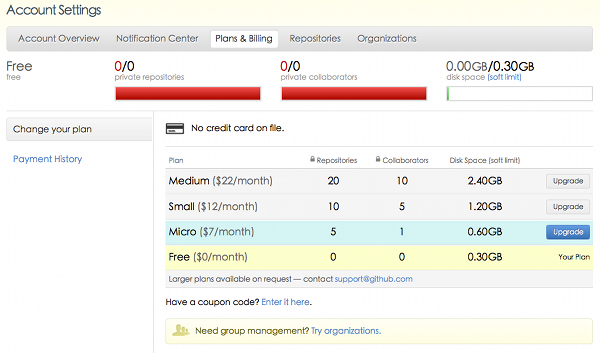 Account Settings
Account Overview Notification Center Plans & Billing Repositories Organizations
Free 0/0 0/0 0.00GB/0.30GB
free private repositories private collaborators disk space (soft limit)
Change your plan No credit card on file.
Payment History
Plan Repositories Collaborators Disk Space (soft limit)
Medium ($22/month) 20 10 2.40GB Upgrade
Small ($12/month) 10 5 1.20GB Upgrade
Micro ($7/month) 5 1 0.60GB Upgrade
Free ($0/month) 0 0 0.30GB Your Plan
Larger plans available on request — contact support@github.com
Have a coupon code? Enter it here.
Need group management? Try organizations.